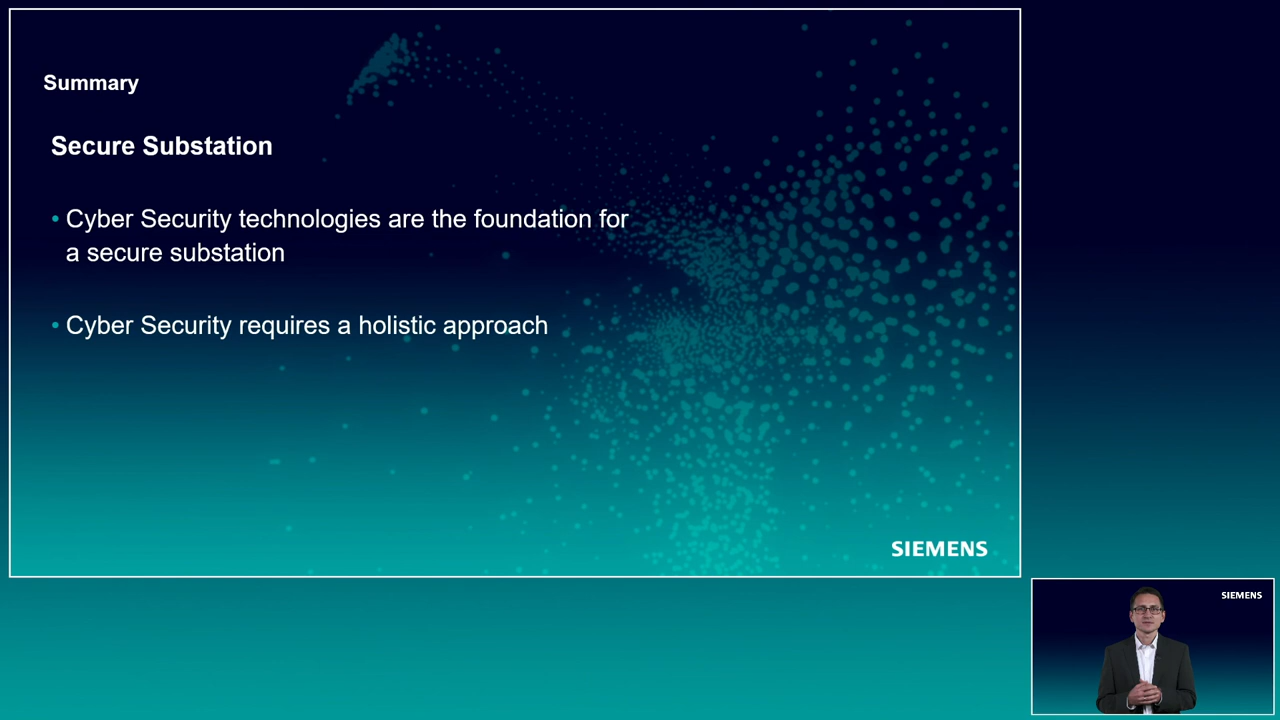 Summary
Secure Substation
• Cyber Security technologies are the foundation for
a secure substation
• Cyber Security requires a holistic approach
SIEMENS
SIEMENS